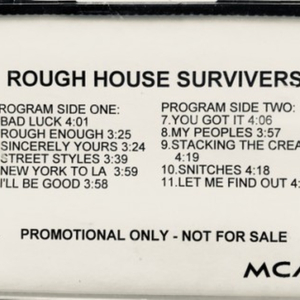 ROUGH HOUSE SURVIVERS
PROGRAM SIDE ONE:
BAD LUCK 4:01
ROUGH ENOUGH 3:25
SINCERELY YOURS 3:24
STREET STYLES 3:39
NEW YORK TO LA 3:59
I'LL BE GOOD 3:58
PROGRAM SIDE TWO:
7.YOU GOT IT 4:06
8.MY PEOPLES 3:57
9.STACKING THE CREA
4:19
10.SNITCHES 4:18
11.LET ME FIND OUT 4:
PROMOTIONAL ONLY - NOT FOR SALE
MCA